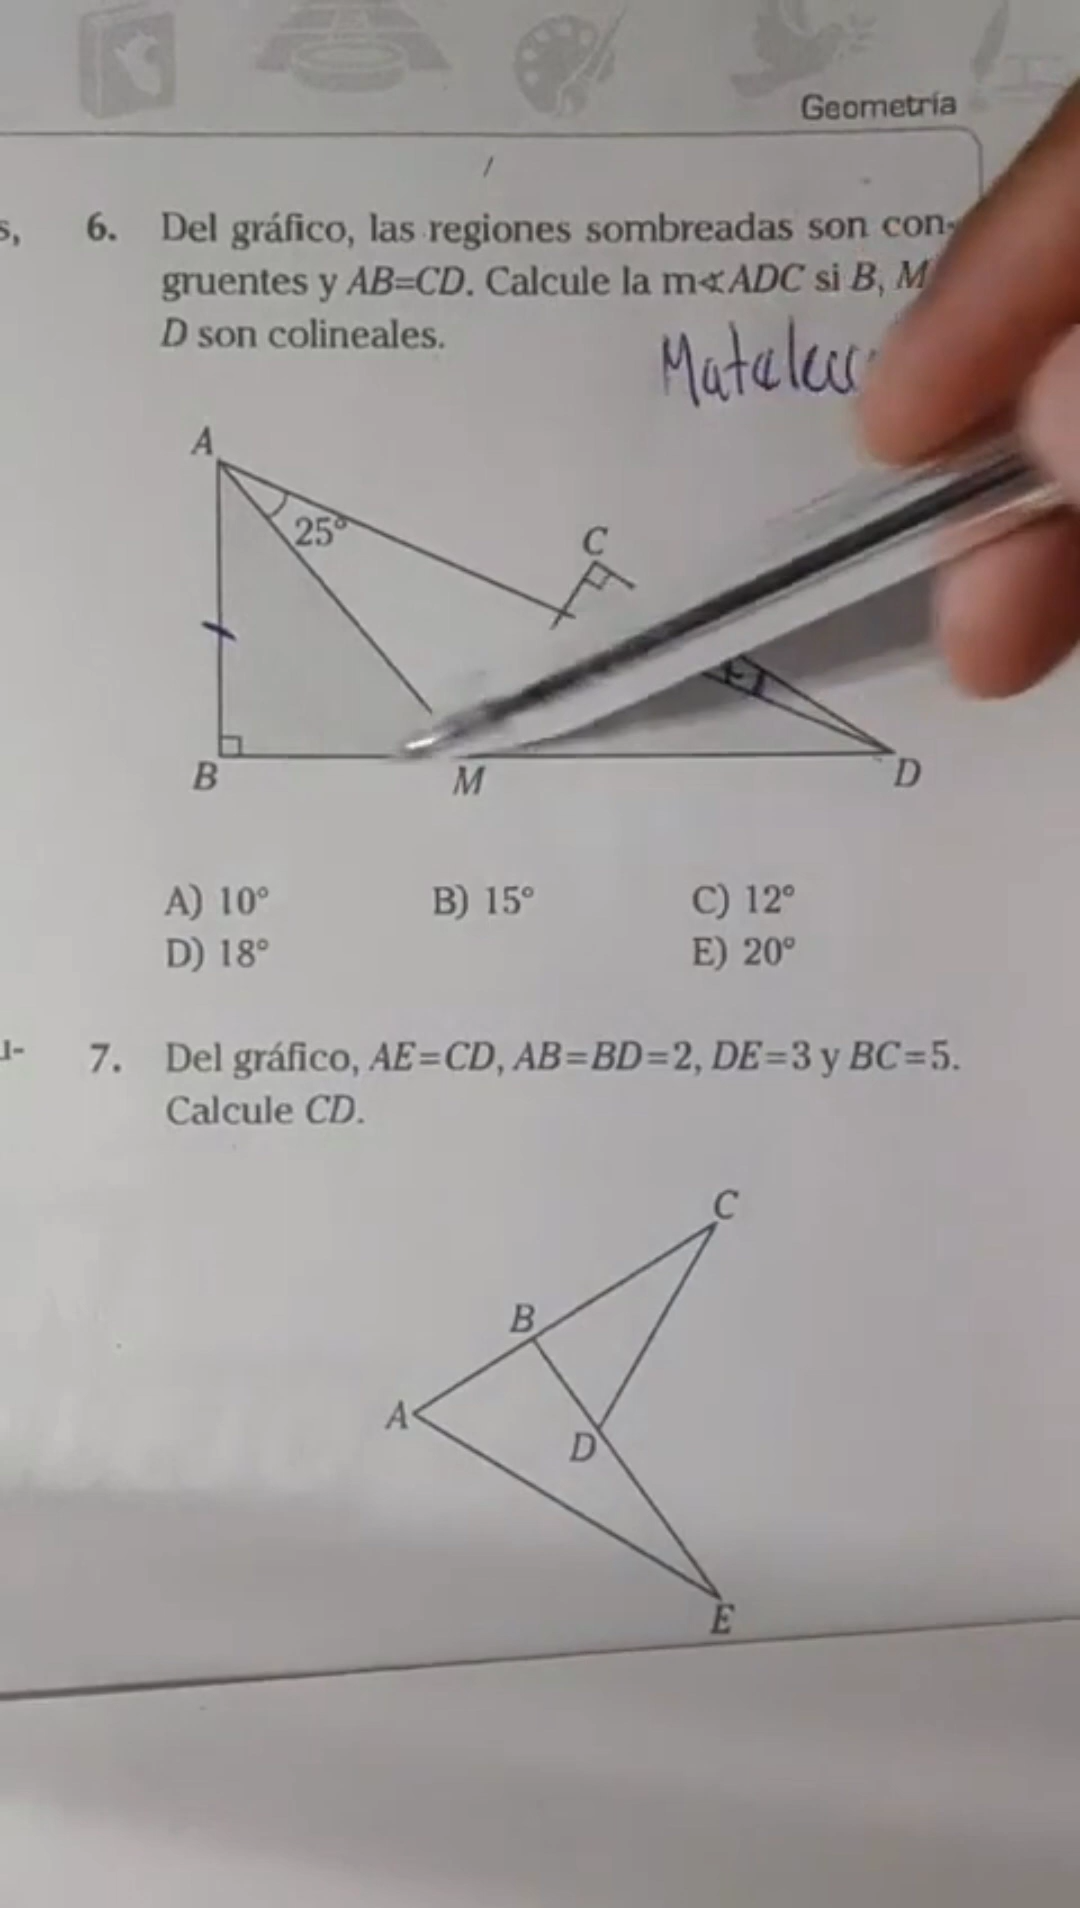 Geometría
s,
6. Del gráfico, las regiones sombreadas son con-
gruentes y AB=CD. Calcule la m∢ADC si B, M
D son colineales.
A
25°
C
B
M
D
A) 10°
B) 15°
C) 12°
D) 18°
E) 20°
7. Del gráfico, AE=CD, AB=BD=2, DE=3 y BC=5.
Calcule CD.
C
B
A
D
E